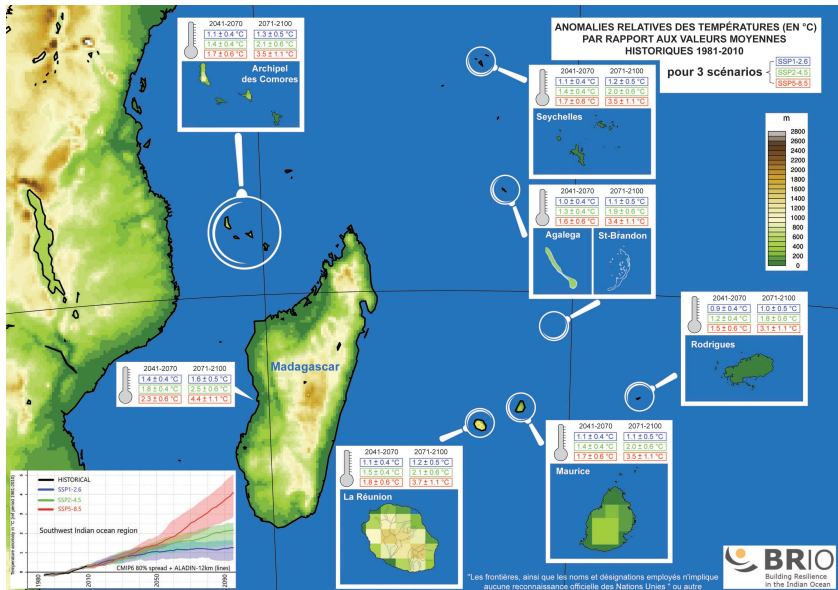 ANOMALIES RELATIVES DES TEMPÉRATURES (EN °C)
PAR RAPPORT AUX VALEURS MOYENNES
HISTORIQUES 1981-2010
pour 3 scénarios
SSP1-2.6
SSP2-4.5
SSP5-8.5
2041-2070 2071-2100
1.1 ± 0.4 °C 1.3 ± 0.5 °C
1.4 ± 0.4 °C 2.1 ± 0.6 °C
1.7 ± 0.6 °C 3.5 ± 1.1 °C
Archipel
des Comores
2041-2070 2071-2100
1.1 ± 0.4 °C 1.2 ± 0.5 °C
1.4 ± 0.4 °C 2.0 ± 0.6 °C
1.7 ± 0.6 °C 3.5 ± 1.1 °C
Seychelles
m
2800
2600
2400
2200
2000
1800
1600
1400
1200
1000
800
600
400
200
0
2041-2070 2071-2100
1.0 ± 0.4 °C 1.1 ± 0.5 °C
1.3 ± 0.4 °C 1.9 ± 0.6 °C
1.6 ± 0.6 °C 3.4 ± 1.1 °C
Agalega St-Brandon
2041-2070 2071-2100
0.9 ± 0.4 °C 1.0 ± 0.5 °C
1.2 ± 0.4 °C 1.8 ± 0.6 °C
1.5 ± 0.6 °C 3.1 ± 1.1 °C
Rodrigues
Madagascar
2041-2070 2071-2100
1.4 ± 0.4 °C 1.6 ± 0.5 °C
1.8 ± 0.4 °C 2.5 ± 0.6 °C
2.3 ± 0.6 °C 4.4 ± 1.1 °C
2041-2070 2071-2100
1.1 ± 0.4 °C 1.2 ± 0.5 °C
1.5 ± 0.4 °C 2.1 ± 0.6 °C
1.8 ± 0.6 °C 3.7 ± 1.1 °C
La Réunion
2041-2070 2071-2100
1.1 ± 0.4 °C 1.1 ± 0.5 °C
1.4 ± 0.4 °C 2.0 ± 0.6 °C
1.7 ± 0.6 °C 3.5 ± 1.1 °C
Maurice
HISTORICAL
SSP1-2.6
SSP2-4.5
SSP5-8.5
Southwest Indian ocean region
CMIP6 80% spread + ALADIN-12km (lines)
Temperature anomaly in °C (ref period 1981-2010)
1980 2010 2050 2090
"Les frontières, ainsi que les noms et désignations employés n'implique
aucune reconnaissance officielle des Nations Unies " ou autre
BRIO
Building Resilience
in the Indian Ocean